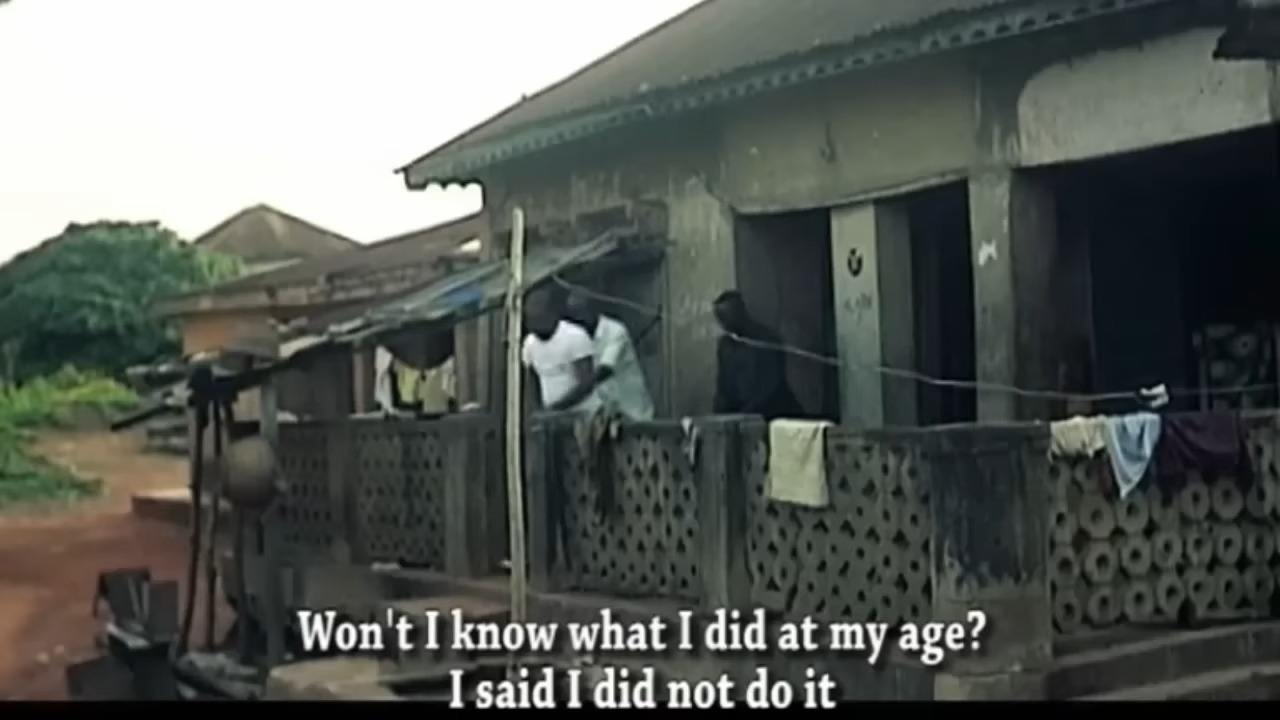 Won't I know what I did at my age?
I said I did not do it